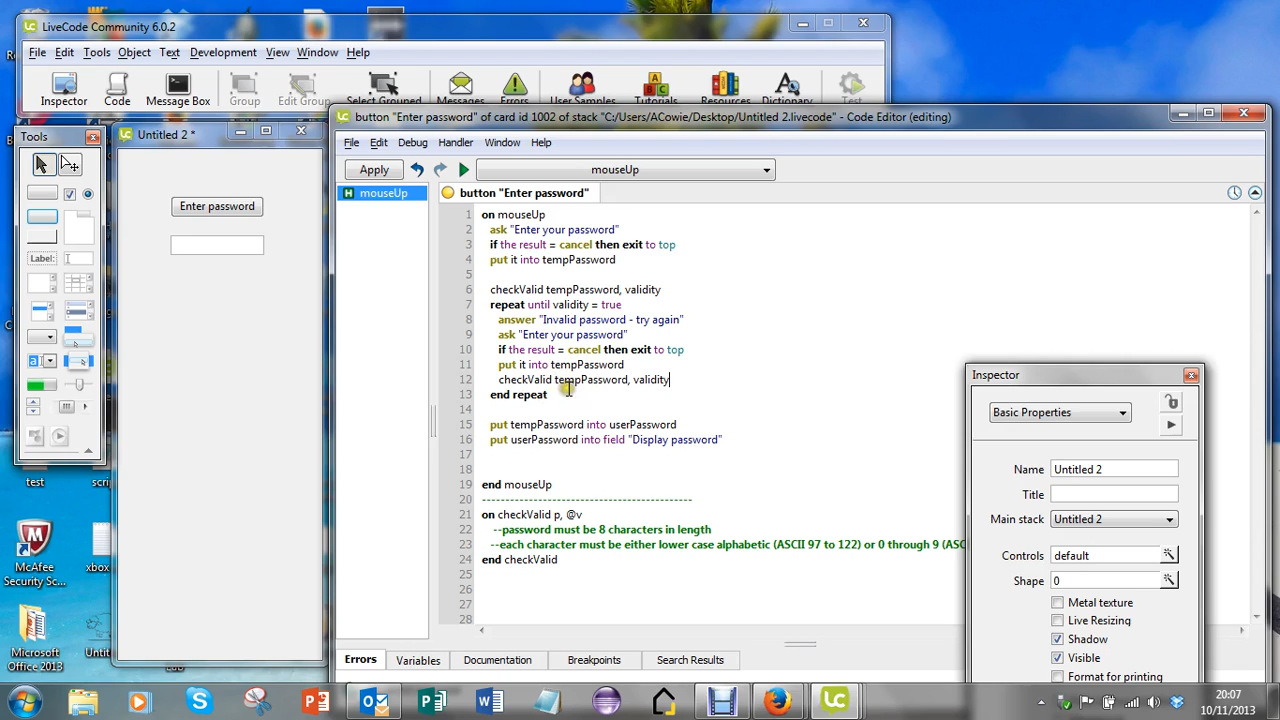 LiveCode Community 6.0.2
File Edit Tools Object Text Development View Window Help
Inspector Code Message Box Group Edit Group Select Grouped Messages Errors User Samples Tutorials Resources Dictionary Test
button "Enter password" of card id 1002 of stack "C:/Users/ACowie/Desktop/Untitled 2.livecode" - Code Editor (editing)
Tools
Untitled 2 *
File Edit Debug Handler Window Help
Apply
mouseUp
mouseUp
button "Enter password"
Enter password
Label:
1 on mouseUp
2 ask "Enter your password"
3 if the result = cancel then exit to top
4 put it into tempPassword
5
6 checkValid tempPassword, validity
7 repeat until validity = true
8 answer "Invalid password - try again"
9 ask "Enter your password"
10 if the result = cancel then exit to top
11 put it into tempPassword
12 checkValid tempPassword, validity
13 end repeat
14
15 put tempPassword into userPassword
16 put userPassword into field "Display password"
17
18
19 end mouseUp
20 --------------------------------------------
21 on checkValid p, @v
22 --password must be 8 characters in length
23 --each character must be either lower case alphabetic (ASCII 97 to 122) or 0 through 9 (ASC
24 end checkValid
25
26
27
28
Inspector
Basic Properties
Name Untitled 2
Title
Main stack Untitled 2
Controls default
Shape 0
Metal texture
Live Resizing
Shadow
Visible
Format for printing
Errors Variables Documentation Breakpoints Search Results
test
McAfee
Security Sc...
xbox
Microsoft
Office 2013
20:07
10/11/2013